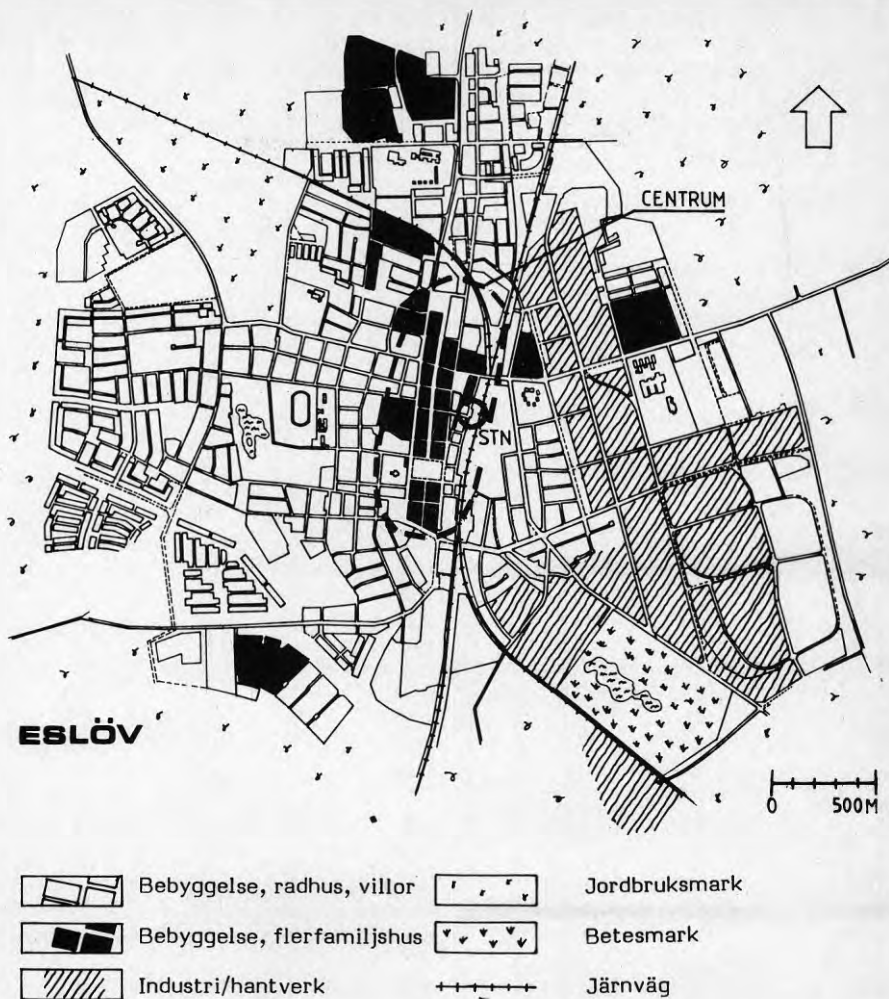 CENTRUM
STN
ESLÖV
0 500M
Bebyggelse, radhus, villor
Jordbruksmark
Bebyggelse, flerfamiljshus
Betesmark
Industri/hantverk
Järnväg